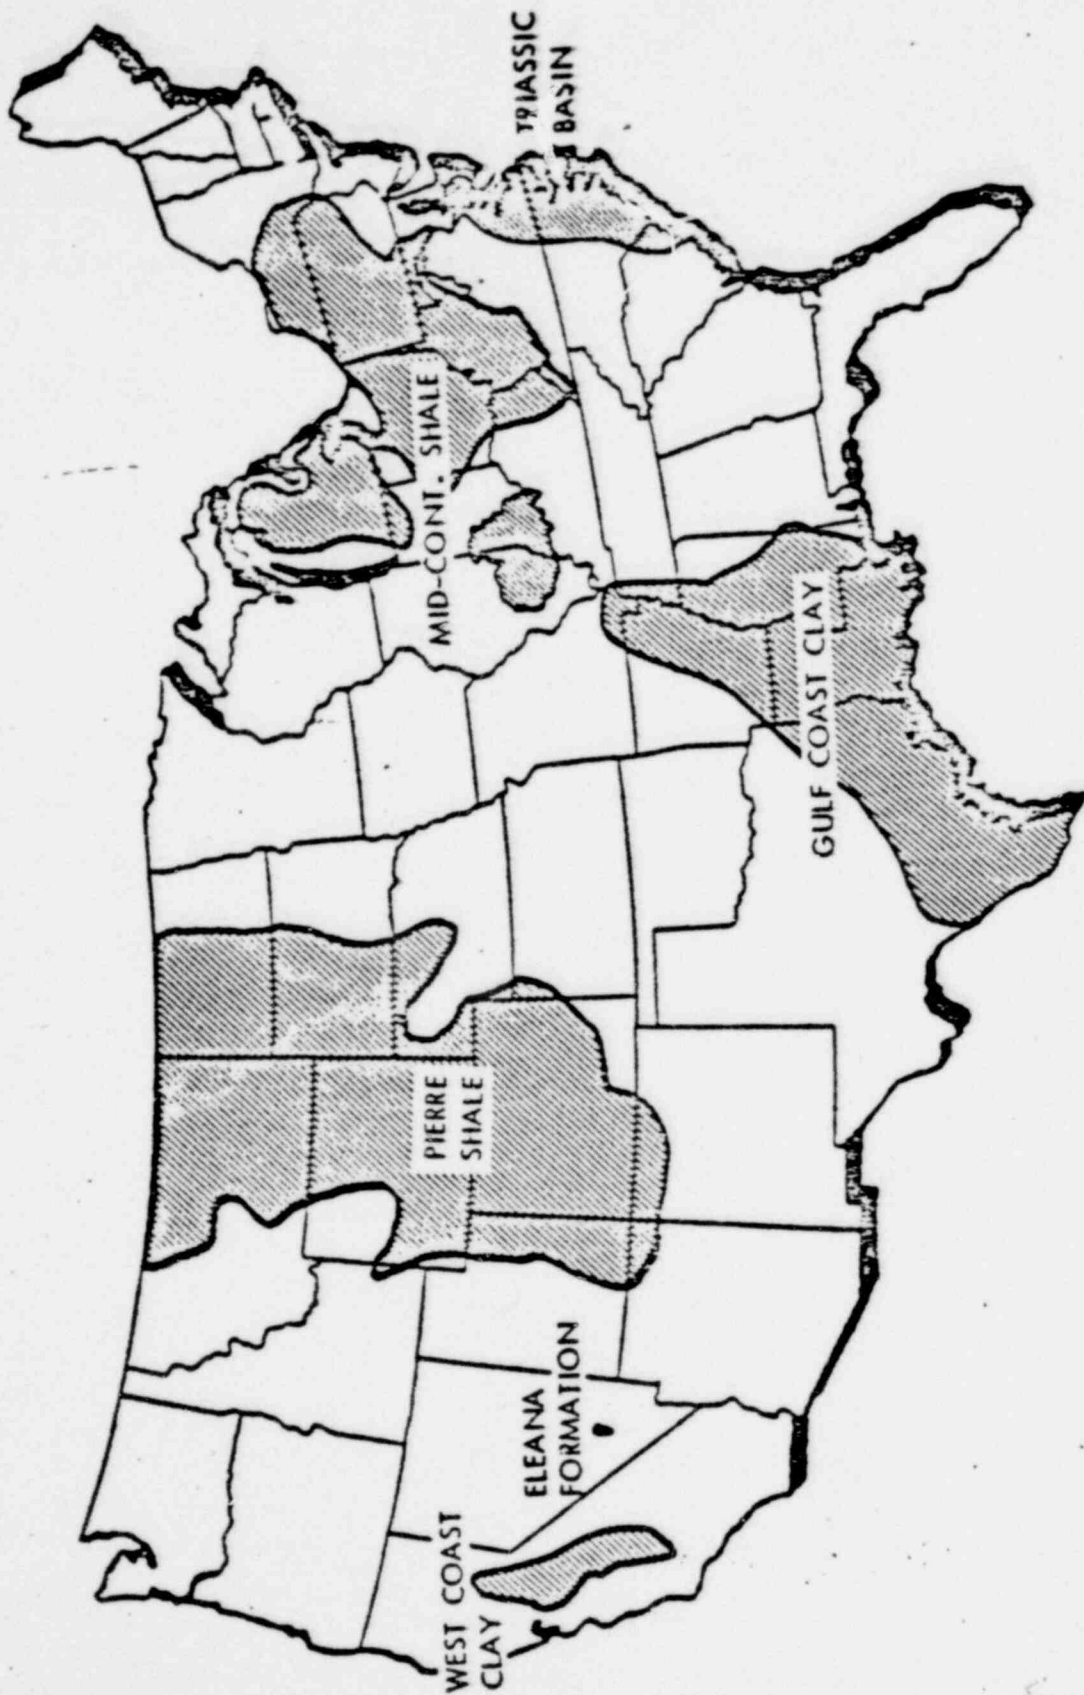 WEST COAST
CLAY
ELEANA
FORMATION
PIERRE
SHALE
MID-CONT. SHALE
GULF COAST CLAY
TRIASSIC
BASIN